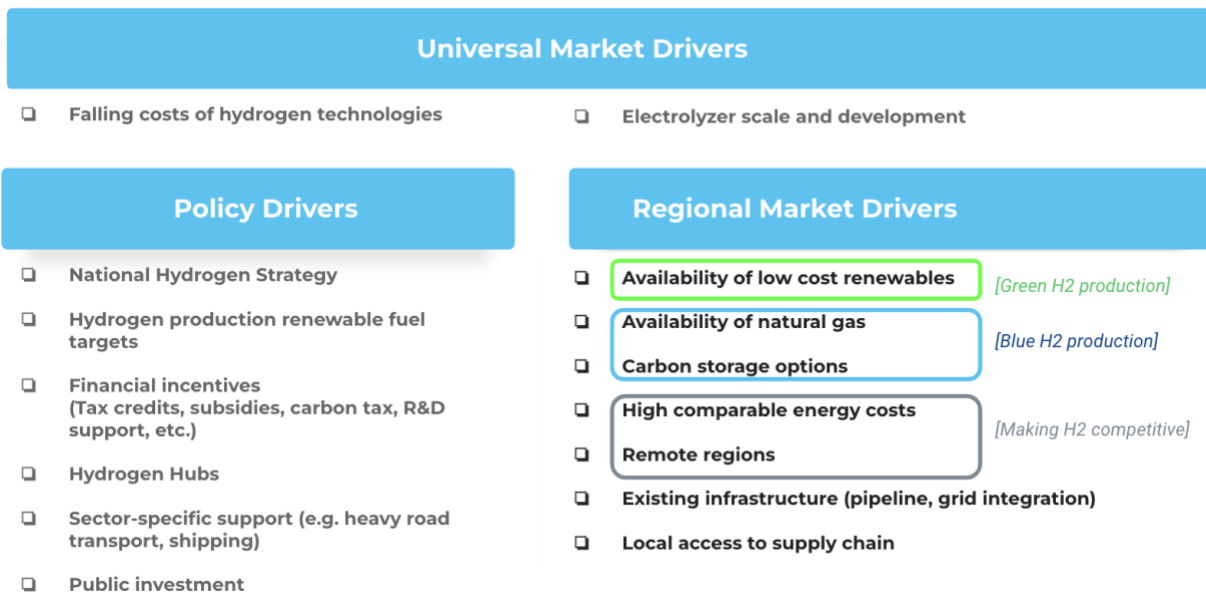 Universal Market Drivers
Falling costs of hydrogen technologies
Electrolyzer scale and development
Policy Drivers
National Hydrogen Strategy
Hydrogen production renewable fuel
targets
Financial incentives
(Tax credits, subsidies, carbon tax, R&D
support, etc.)
Hydrogen Hubs
Sector-specific support (e.g. heavy road
transport, shipping)
Public investment
Regional Market Drivers
Availability of low cost renewables
[Green H2 production]
Availability of natural gas
Carbon storage options
[Blue H2 production]
High comparable energy costs
Remote regions
[Making H2 competitive]
Existing infrastructure (pipeline, grid integration)
Local access to supply chain